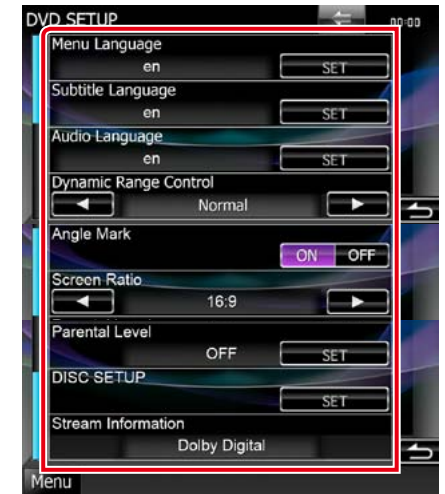 DVD SETUP 00:00
Menu Language
en SET
Subtitle Language
en SET
Audio Language
en SET
Dynamic Range Control
Normal
Angle Mark
ON OFF
Screen Ratio
16:9
Parental Level
OFF SET
DISC SETUP
SET
Stream Information
Dolby Digital
Menu